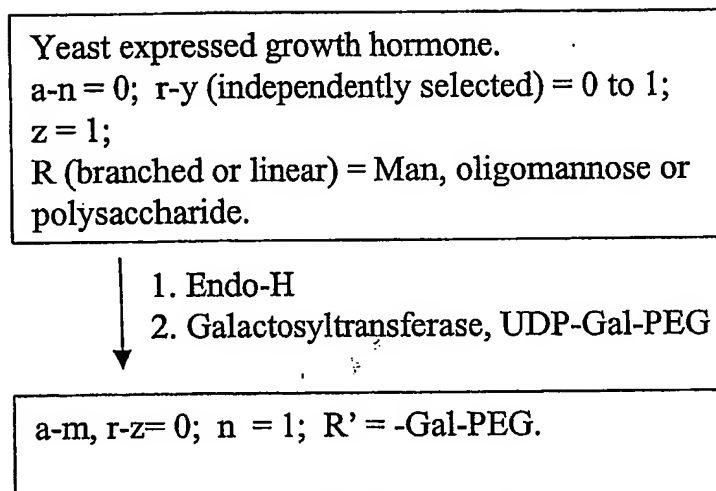 Yeast expressed growth hormone.
a-n = 0; r-y (independently selected) = 0 to 1;
z = 1;
R (branched or linear) = Man, oligomannose or
polysaccharide.
1. Endo-H
2. Galactosyltransferase, UDP-Gal-PEG
a-m, r-z= 0; n = 1; R' = -Gal-PEG.